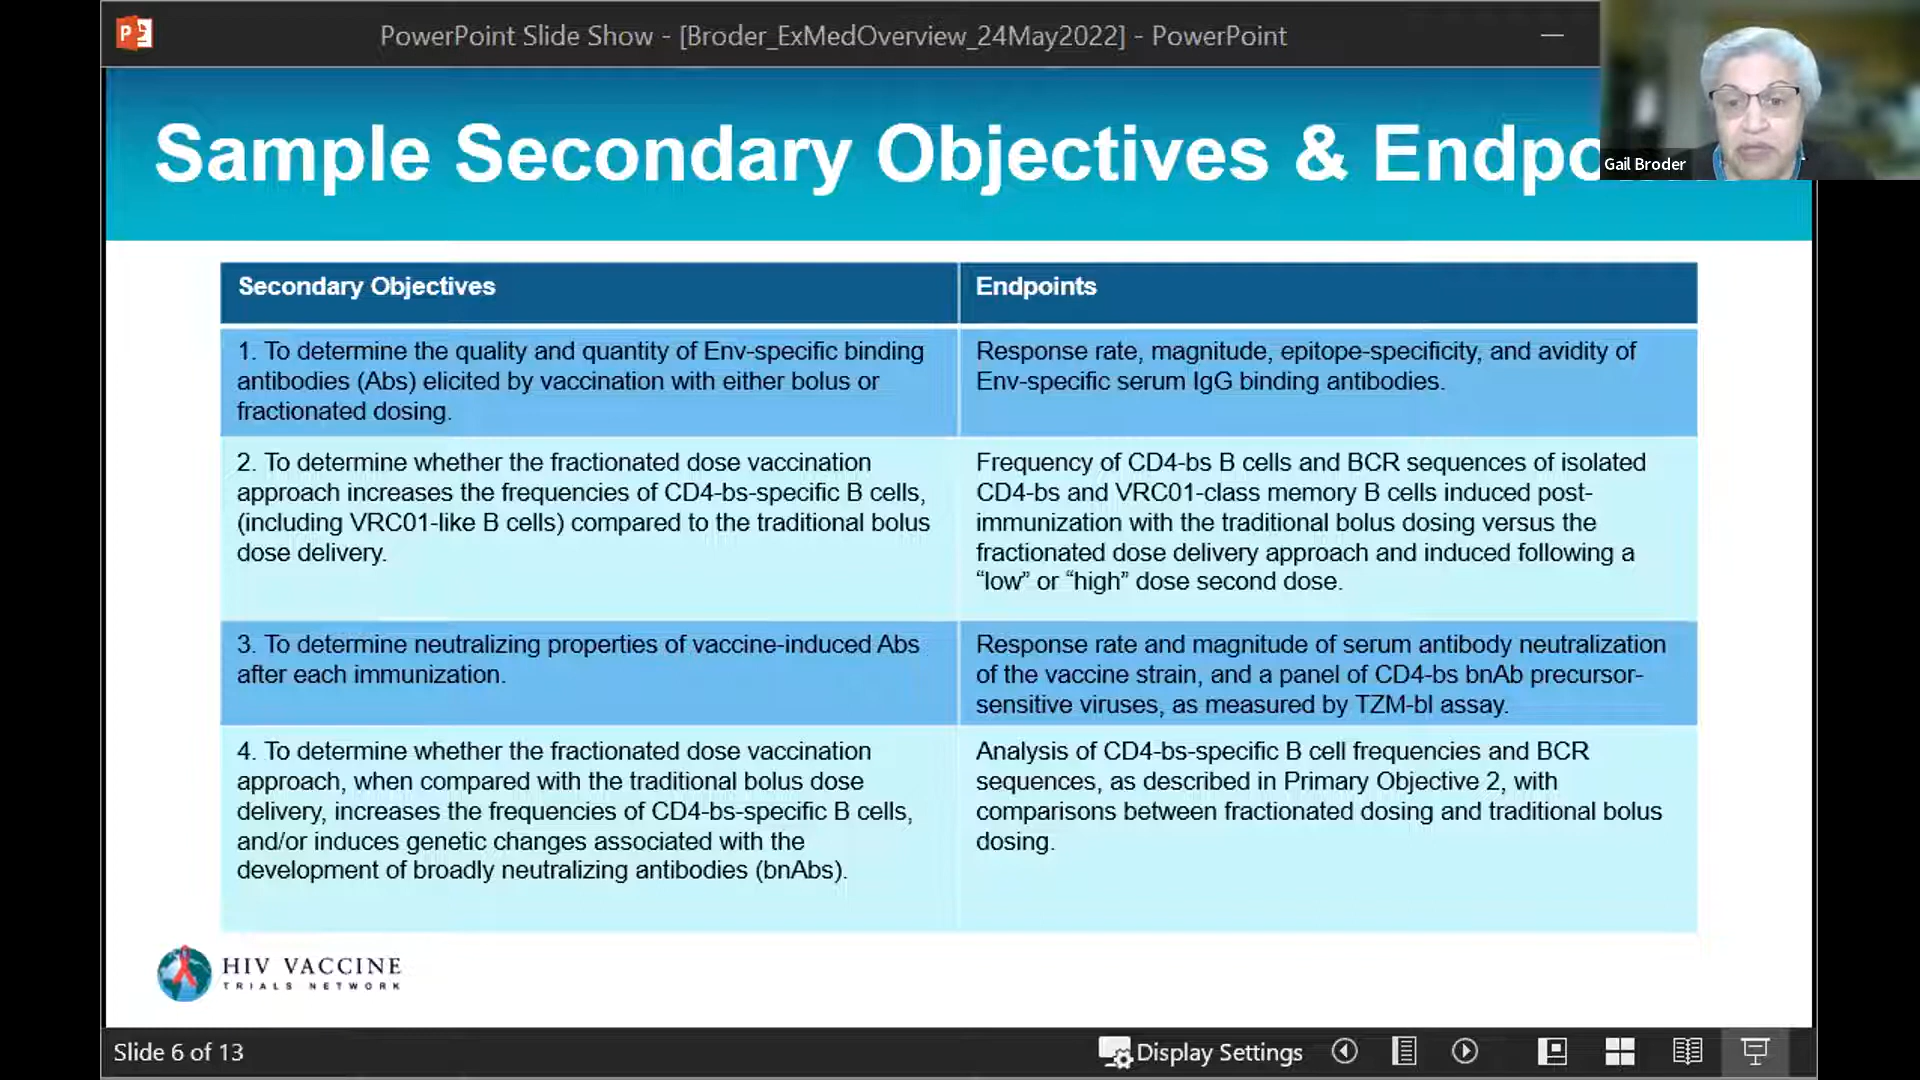 PowerPoint Slide Show - [Broder_ExMedOverview_24May2022] - PowerPoint
Gail Broder
Sample Secondary Objectives & Endpo
Secondary Objectives
Endpoints
1. To determine the quality and quantity of Env-specific binding
antibodies (Abs) elicited by vaccination with either bolus or
fractionated dosing.
Response rate, magnitude, epitope-specificity, and avidity of
Env-specific serum IgG binding antibodies.
2. To determine whether the fractionated dose vaccination
approach increases the frequencies of CD4-bs-specific B cells,
(including VRC01-like B cells) compared to the traditional bolus
dose delivery.
Frequency of CD4-bs B cells and BCR sequences of isolated
CD4-bs and VRC01-class memory B cells induced post-
immunization with the traditional bolus dosing versus the
fractionated dose delivery approach and induced following a
“low” or “high” dose second dose.
3. To determine neutralizing properties of vaccine-induced Abs
after each immunization.
Response rate and magnitude of serum antibody neutralization
of the vaccine strain, and a panel of CD4-bs bnAb precursor-
sensitive viruses, as measured by TZM-bl assay.
4. To determine whether the fractionated dose vaccination
approach, when compared with the traditional bolus dose
delivery, increases the frequencies of CD4-bs-specific B cells,
and/or induces genetic changes associated with the
development of broadly neutralizing antibodies (bnAbs).
Analysis of CD4-bs-specific B cell frequencies and BCR
sequences, as described in Primary Objective 2, with
comparisons between fractionated dosing and traditional bolus
dosing.
HIV VACCINE
TRIALS NETWORK
Slide 6 of 13
Display Settings